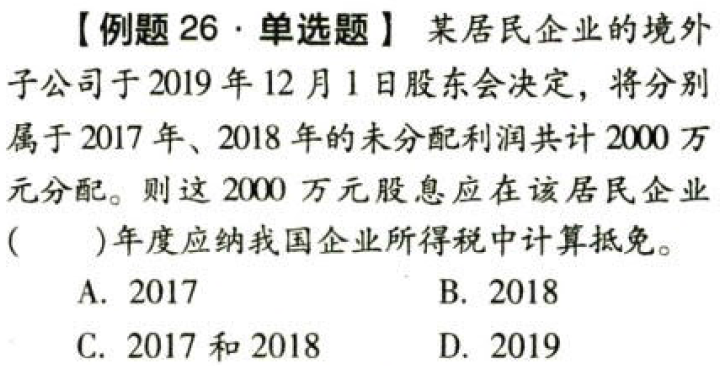 【例题 26 · 单选题】 某居民企业的境外
子公司于 2019 年 12 月 1 日股东会决定，将分别
属于 2017 年、2018 年的未分配利润共计 2000 万
元分配。则这 2000 万元股息应在该居民企业
(　　)年度应纳我国企业所得税中计算抵免。
A. 2017　　B. 2018
C. 2017 和 2018　　D. 2019